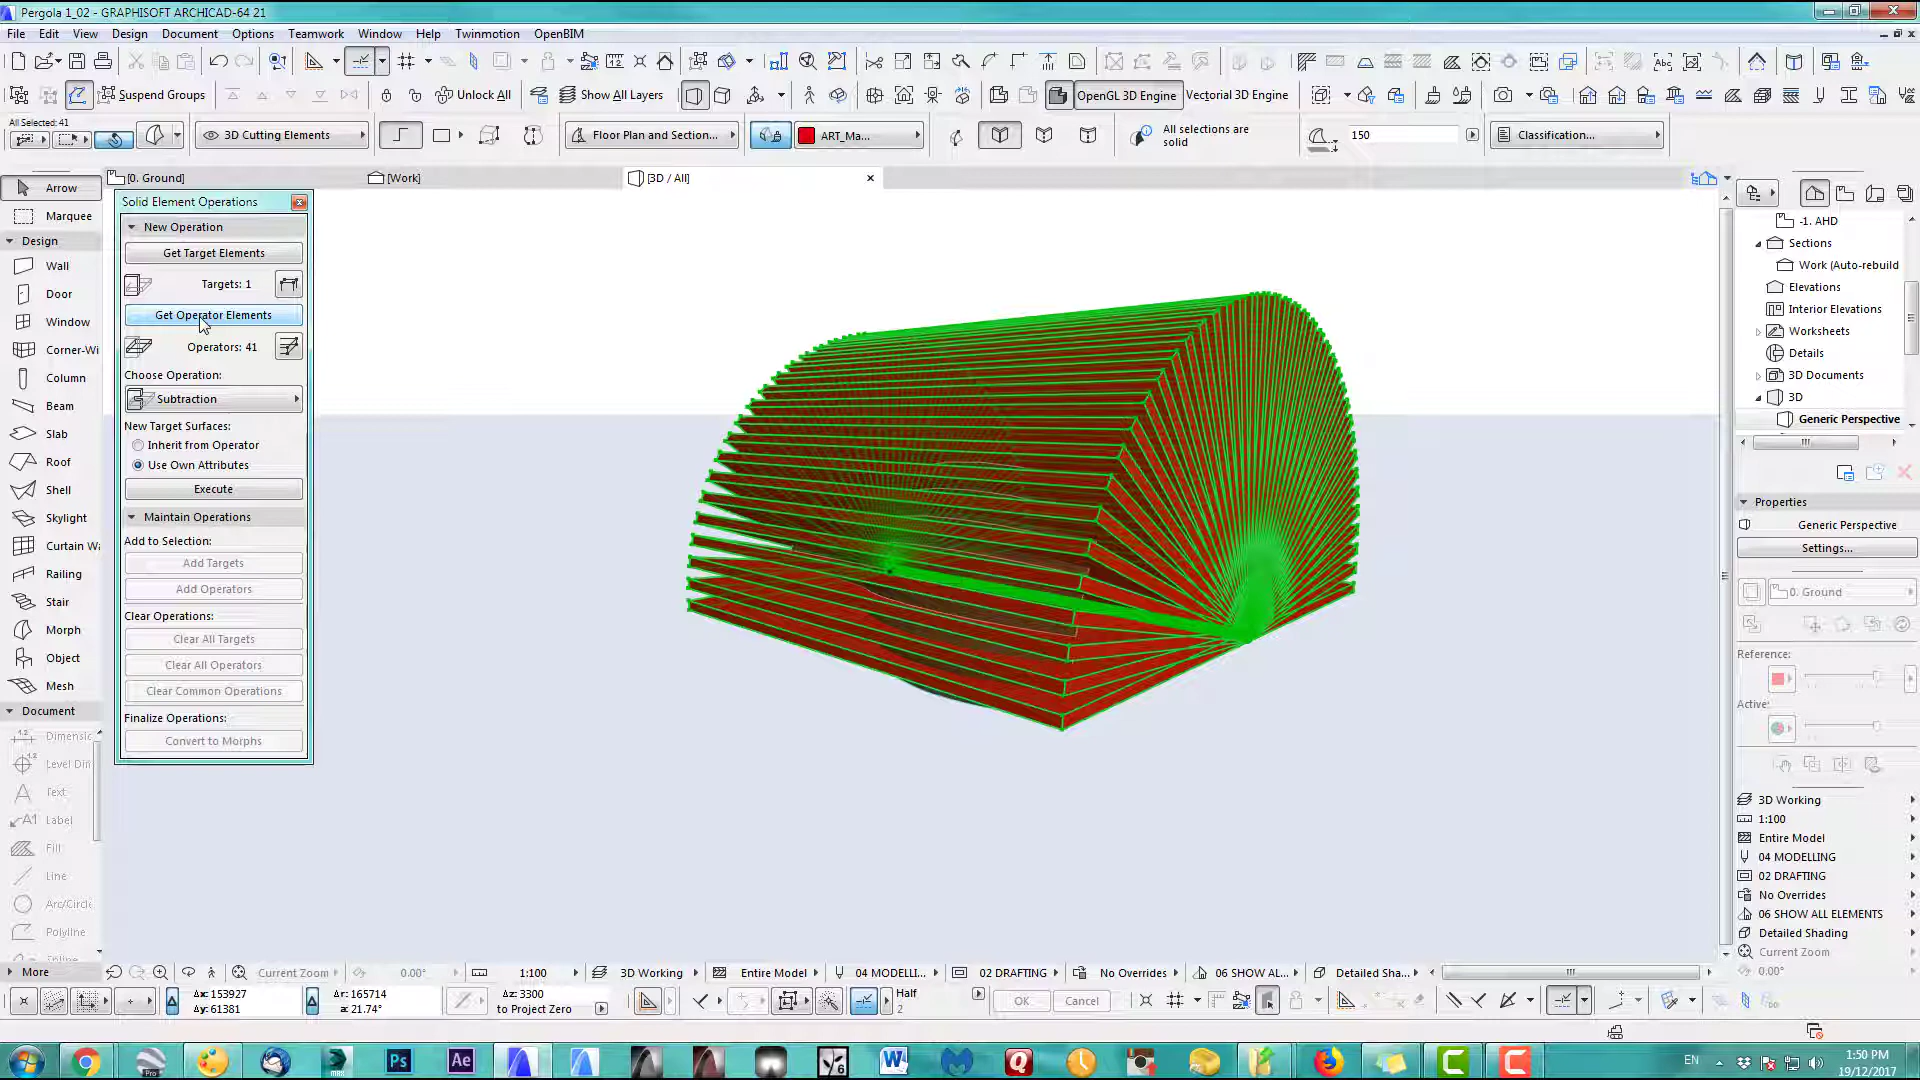 Pergola 1_02 - GRAPHISOFT ARCHICAD-64 21
File Edit View Design Document Options Teamwork Window Help Twinmotion OpenBIM
Suspend Groups Unlock All Show All Layers OpenGL 3D Engine Vectorial 3D Engine
All Selected: 41
3D Cutting Elements Floor Plan and Section... ART_Ma... All selections are
solid
150 Classification...
[0. Ground] [Work] [3D / All]
Arrow
Marquee
Design
Wall
Door
Window
Corner-Wi
Column
Beam
Slab
Roof
Shell
Skylight
Curtain Wa
Railing
Stair
Morph
Object
Mesh
Document
Dimensic
Level Din
Text
A1 Label
Fill
Line
Arc/Circle
Polyline
More
Solid Element Operations
New Operation
Get Target Elements
Targets: 1
Get Operator Elements
Operators: 41
Choose Operation:
Subtraction
New Target Surfaces:
Inherit from Operator
Use Own Attributes
Execute
Maintain Operations
Add to Selection:
Add Targets
Add Operators
Clear Operations:
Clear All Targets
Clear All Operators
Clear Common Operations
Finalize Operations:
Convert to Morphs
-1. AHD
Sections
Work (Auto-rebuild
Elevations
Interior Elevations
Worksheets
Details
3D Documents
3D
Generic Perspective
Properties
Generic Perspective
Settings...
0. Ground
Reference:
Active:
3D Working
1:100
Entire Model
04 MODELLING
02 DRAFTING
No Overrides
06 SHOW ALL ELEMENTS
Detailed Shading
Current Zoom
0.00°
Current Zoom 0.00° 1:100 3D Working Entire Model 04 MODELLI... 02 DRAFTING No Overrides 06 SHOW AL... Detailed Sha...
Δx: 153927 Δr: 165714 Δz: 3300 Half
Δy: 61381 a: 21.74° to Project Zero 2
OK Cancel
Pro MAX Ps Ae 6 W Q C C
EN 1:50 PM
19/12/2017